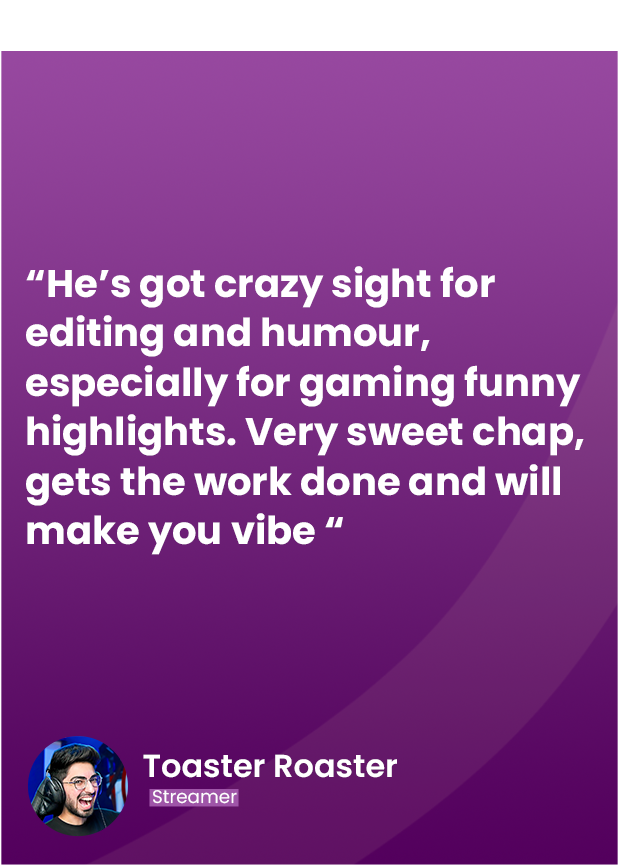 “He’s got crazy sight for
editing and humour,
especially for gaming funny
highlights. Very sweet chap,
gets the work done and will
make you vibe “
Toaster Roaster
Streamer